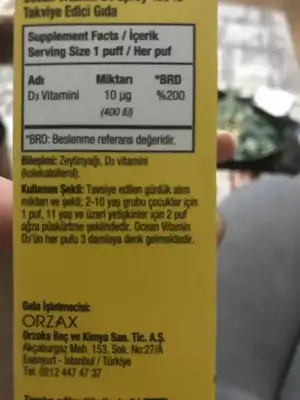 Takviye Edici Gıda
Supplement Facts / İçerik
Serving Size 1 puff / Her puf
Adı Miktarı *BRD
D₃ Vitamini 10 µg %200
(400 IU)
*BRD: Beslenme referans değeridir.
Bileşimi: Zeytinyağı, D₃ vitamini
(kolekalsiferol).
Kullanım Şekli: Tavsiye edilen günlük alım
miktarı ve şekli; 2-10 yaş grubu çocuklar için
1 puf, 11 yaş ve üzeri yetişkinler için 2 puf
ağza püskürtme şeklindedir. Ocean Vitamin
D₃'ün her pufu 3 damlaya denk gelmektedir.
Gıda İşletmecisi:
ORZAX
Orzaks İlaç ve Kimya San. Tic. A.Ş.
Akçaburgaz Mah. 153. Sok. No:27/A
Esenyurt - İstanbul / Türkiye
Tel. 0212 447 47 37